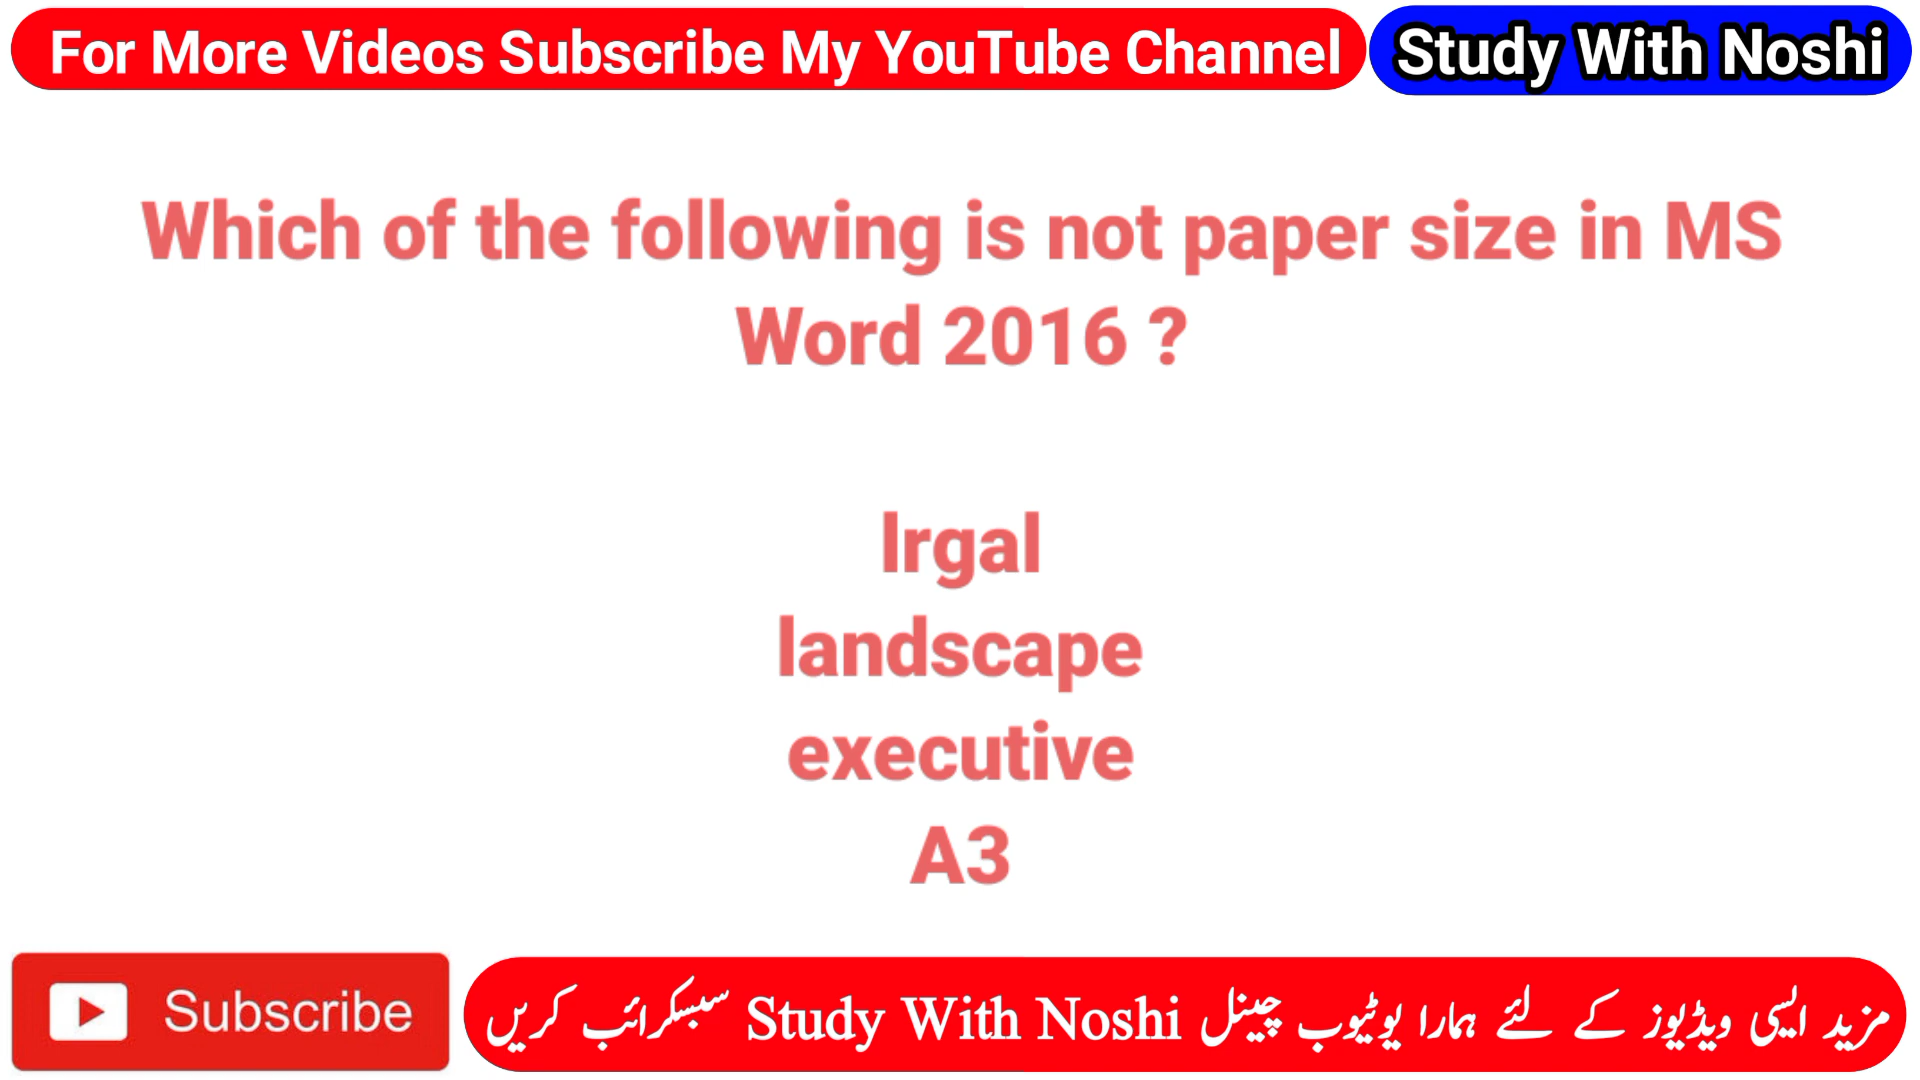 For More Videos Subscribe My YouTube Channel Study With Noshi
Which of the following is not paper size in MS
Word 2016 ?
lrgal
landscape
executive
A3
Subscribe
مزید ایسی ویڈیوز کے لئے ہمارا یوٹیوب چینل Study With Noshi سبسکرائب کریں